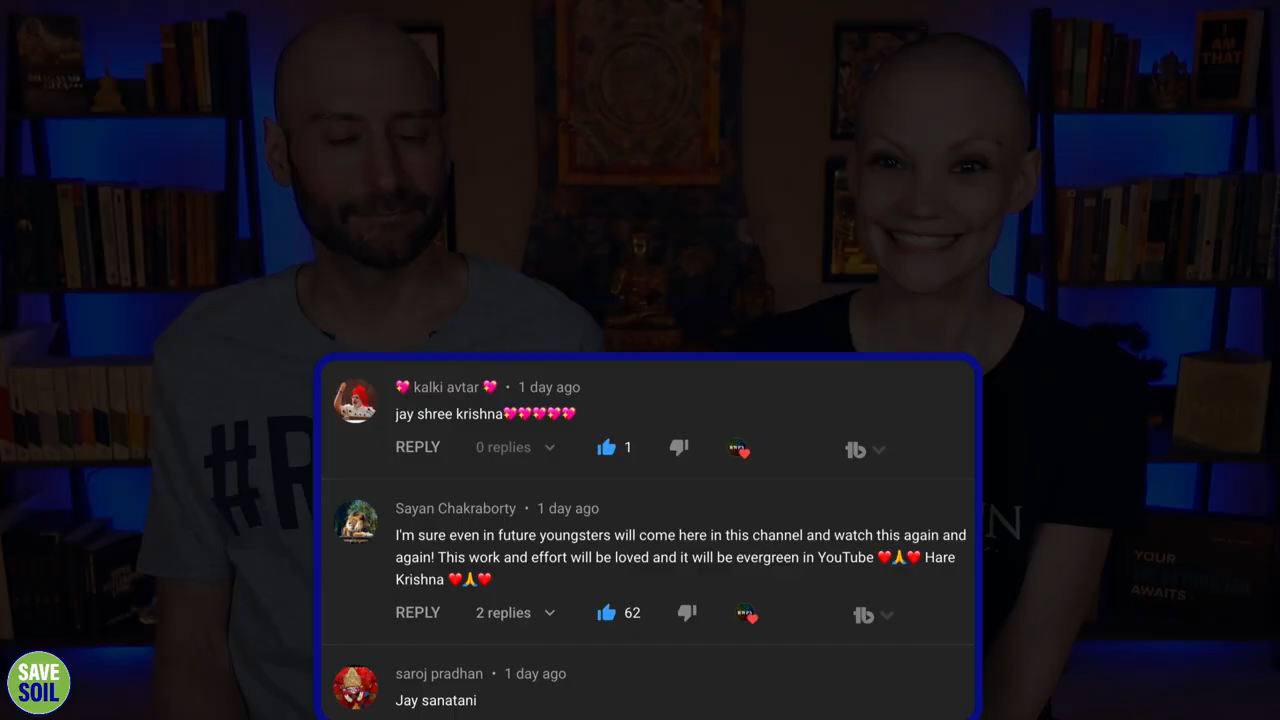 BHAGAVAD
GITA
I
AM
THAT
#R
N
YOUR
AWAITS
💖 kalki avtar 💖 • 1 day ago
jay shree krishna💖💖💖💖💖
REPLY 0 replies 1
Sayan Chakraborty • 1 day ago
I'm sure even in future youngsters will come here in this channel and watch this again and
again! This work and effort will be loved and it will be evergreen in YouTube ❤️🙏❤️ Hare
Krishna ❤️🙏❤️
REPLY 2 replies 62
saroj pradhan • 1 day ago
Jay sanatani
SAVE
SOIL